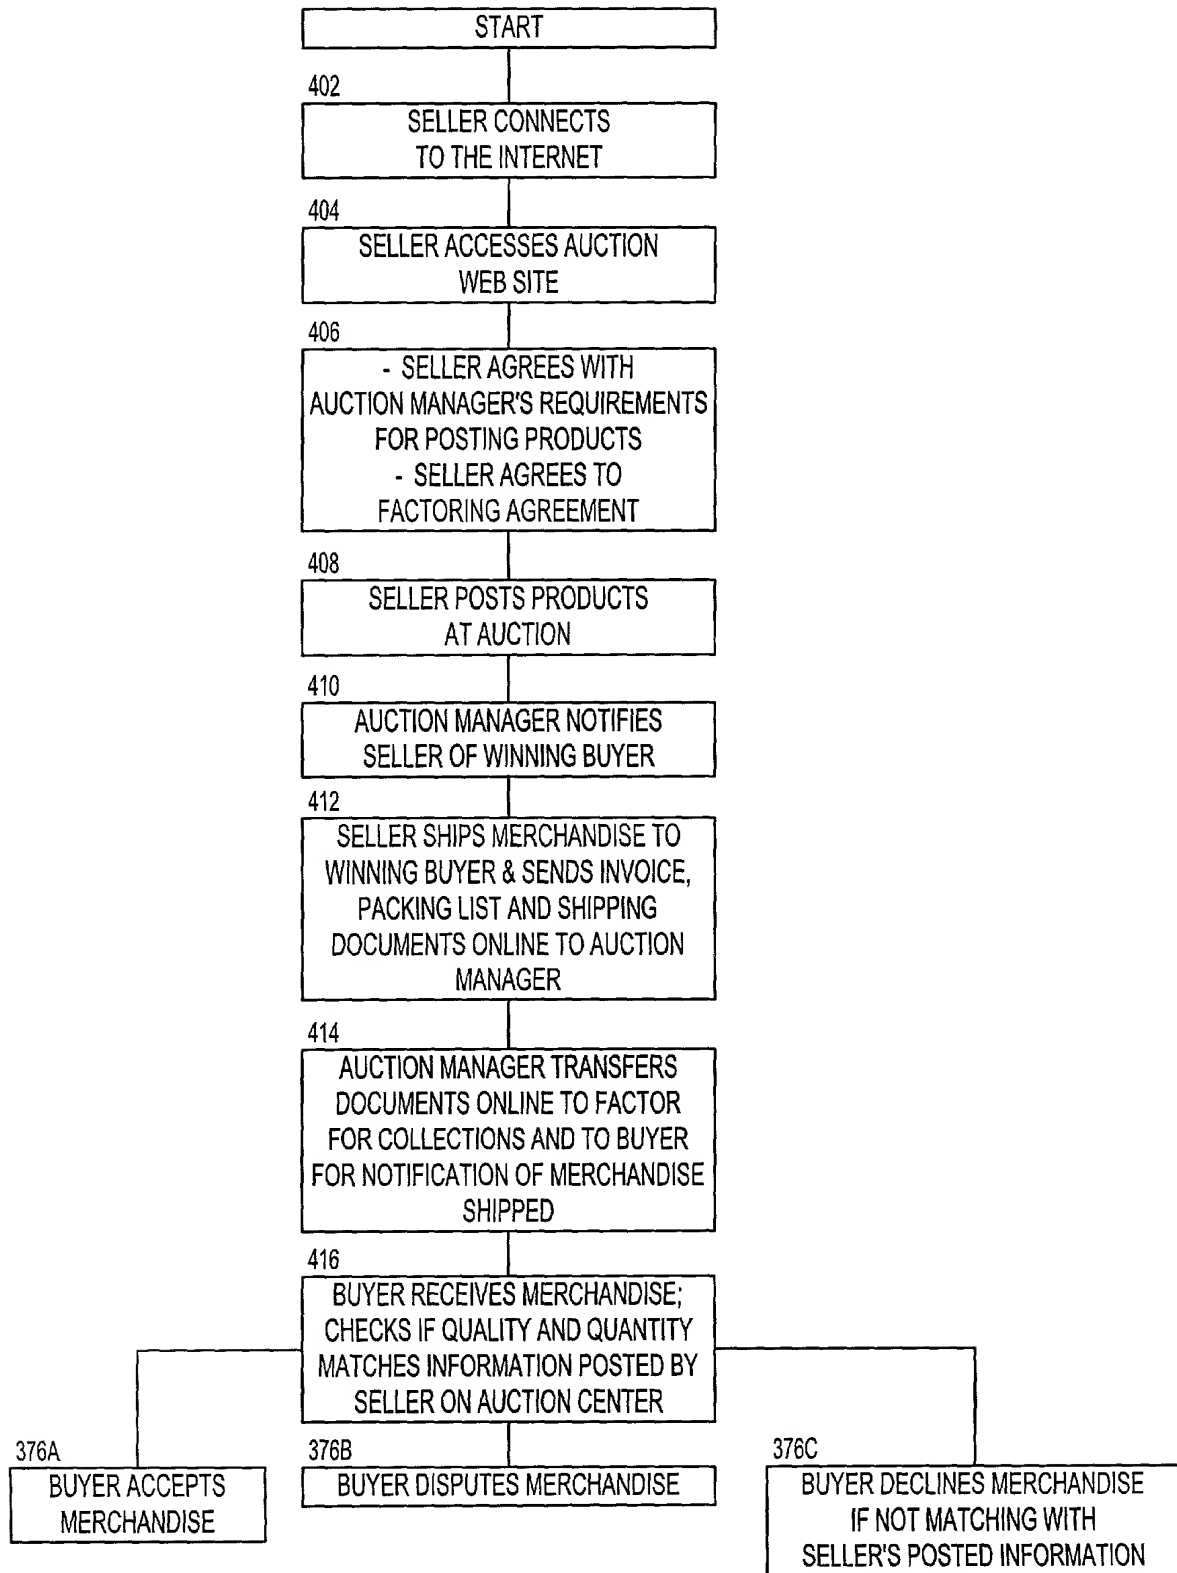 START
402
SELLER CONNECTS
TO THE INTERNET
404
SELLER ACCESSES AUCTION
WEB SITE
406
- SELLER AGREES WITH
AUCTION MANAGER'S REQUIREMENTS
FOR POSTING PRODUCTS
- SELLER AGREES TO
FACTORING AGREEMENT
408
SELLER POSTS PRODUCTS
AT AUCTION
410
AUCTION MANAGER NOTIFIES
SELLER OF WINNING BUYER
412
SELLER SHIPS MERCHANDISE TO
WINNING BUYER & SENDS INVOICE,
PACKING LIST AND SHIPPING
DOCUMENTS ONLINE TO AUCTION
MANAGER
414
AUCTION MANAGER TRANSFERS
DOCUMENTS ONLINE TO FACTOR
FOR COLLECTIONS AND TO BUYER
FOR NOTIFICATION OF MERCHANDISE
SHIPPED
416
BUYER RECEIVES MERCHANDISE;
CHECKS IF QUALITY AND QUANTITY
MATCHES INFORMATION POSTED BY
SELLER ON AUCTION CENTER
376A
BUYER ACCEPTS
MERCHANDISE
376B
BUYER DISPUTES MERCHANDISE
376C
BUYER DECLINES MERCHANDISE
IF NOT MATCHING WITH
SELLER'S POSTED INFORMATION